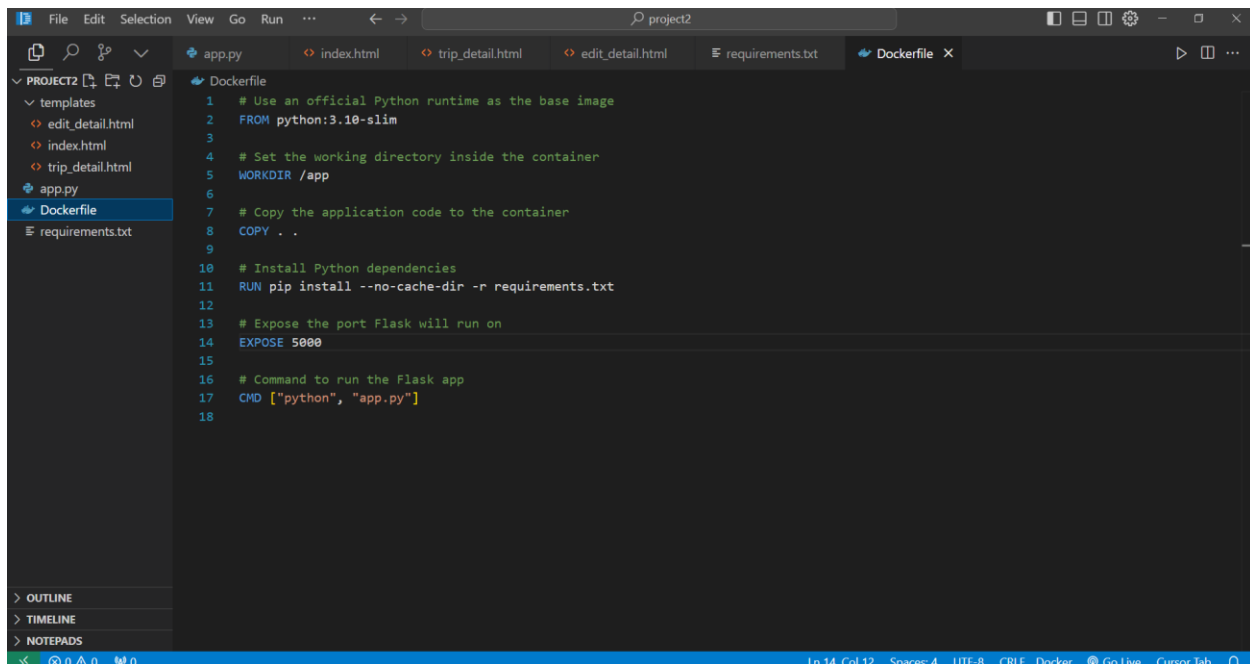 File Edit Selection View Go Run ··· ← → project2
app.py index.html trip_detail.html edit_detail.html requirements.txt Dockerfile ×
PROJECT2
templates
edit_detail.html
index.html
trip_detail.html
app.py
Dockerfile
requirements.txt
OUTLINE
TIMELINE
NOTEPADS
Dockerfile
1 # Use an official Python runtime as the base image
2 FROM python:3.10-slim
3
4 # Set the working directory inside the container
5 WORKDIR /app
6
7 # Copy the application code to the container
8 COPY . .
9
10 # Install Python dependencies
11 RUN pip install --no-cache-dir -r requirements.txt
12
13 # Expose the port Flask will run on
14 EXPOSE 5000
15
16 # Command to run the Flask app
17 CMD ["python", "app.py"]
18
0 0 0 Ln 14, Col 12 Spaces: 4 UTF-8 CRLF Docker Go Live Cursor Tab